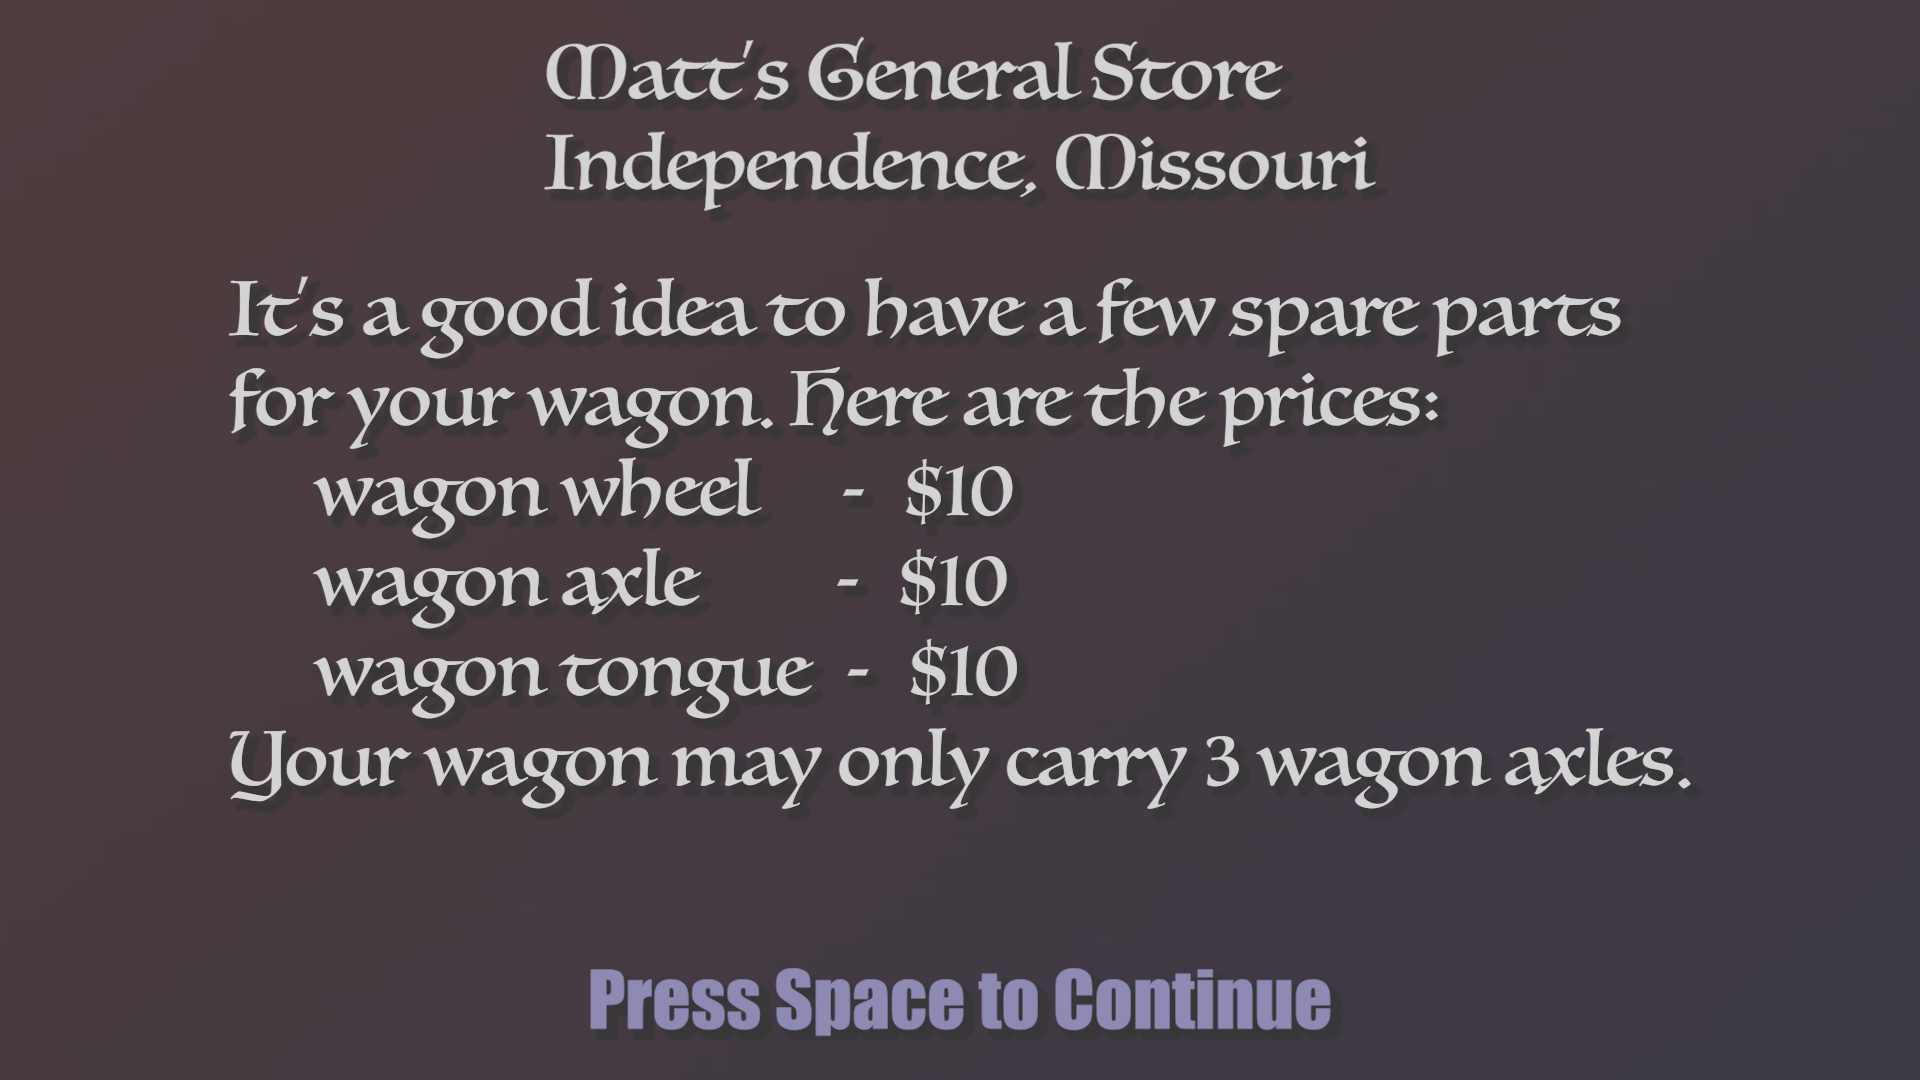 Matt's General Store
Independence, Missouri
It's a good idea to have a few spare parts
for your wagon. Here are the prices:
wagon wheel - $10
wagon axle - $10
wagon tongue - $10
Your wagon may only carry 3 wagon axles.
Press Space to Continue